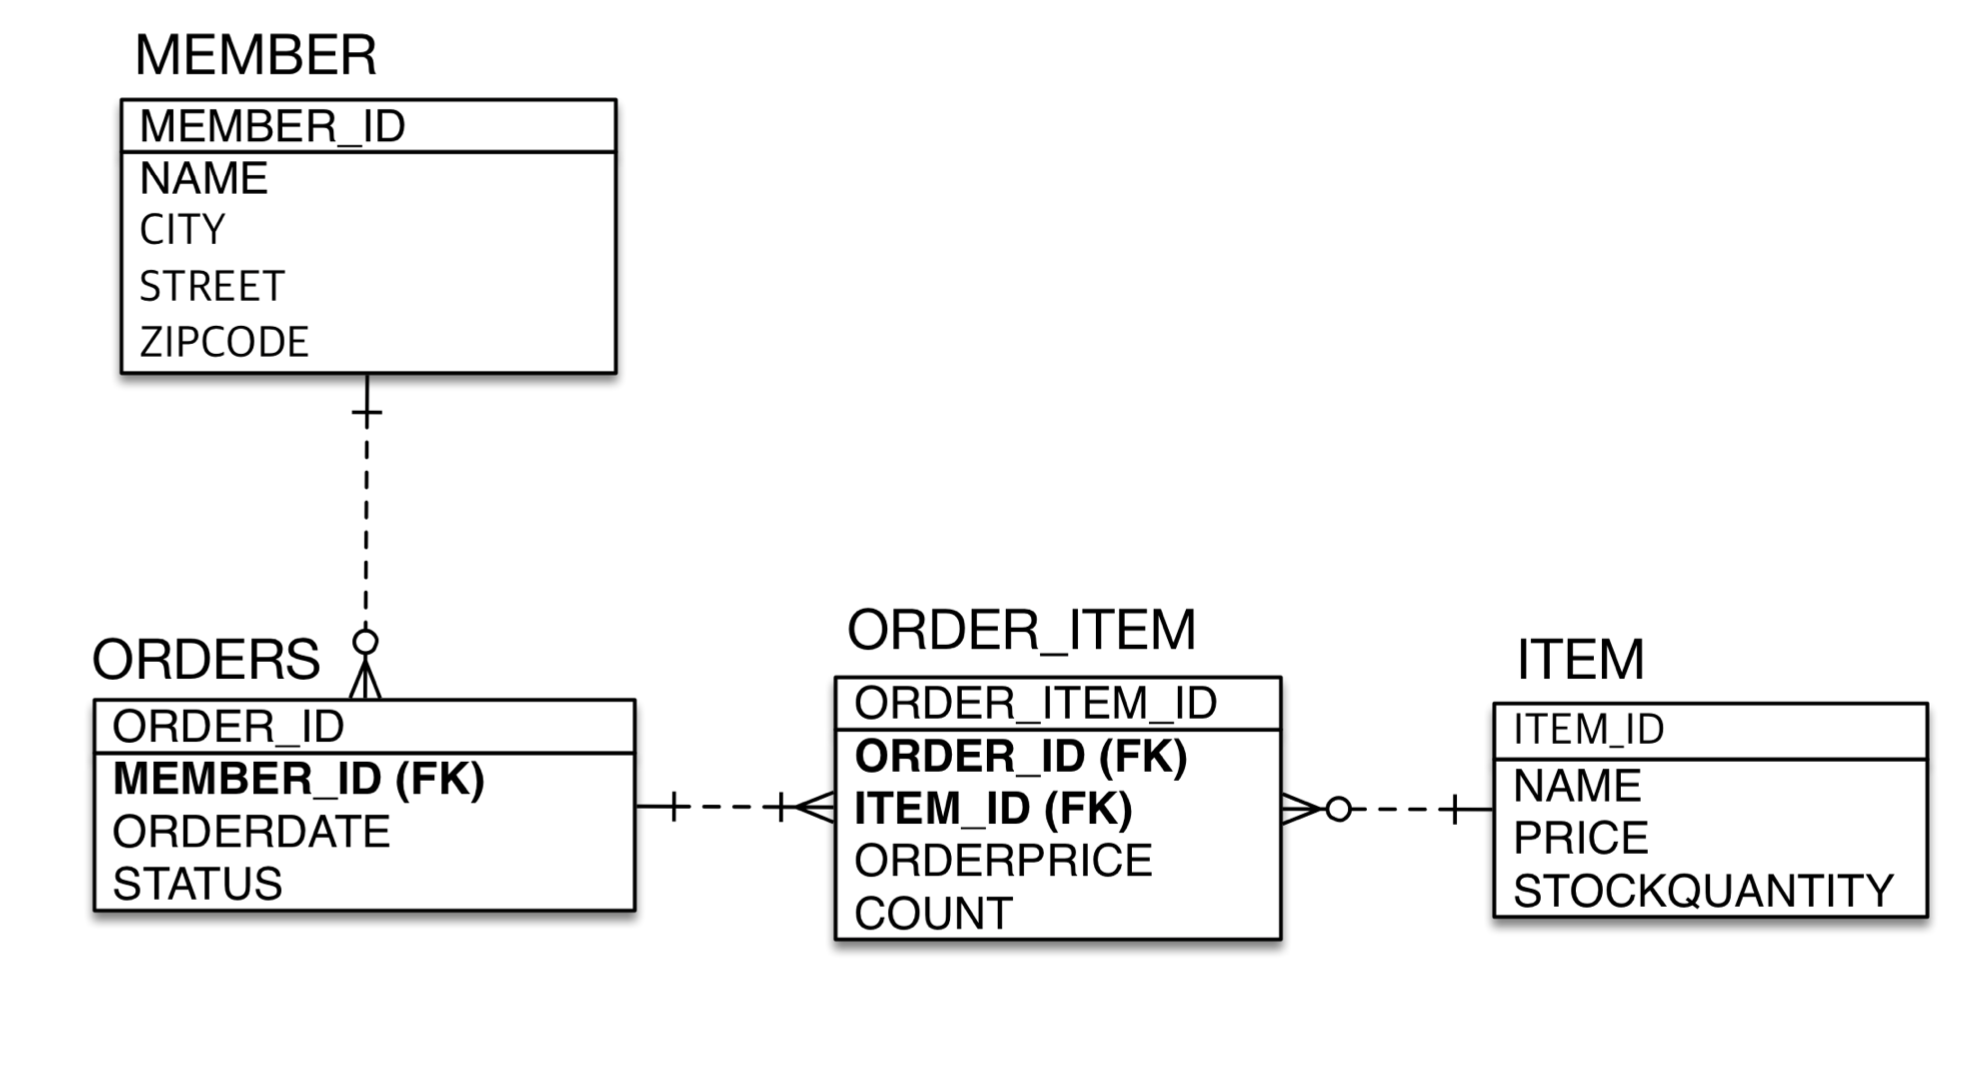 MEMBER
MEMBER_ID
NAME
CITY
STREET
ZIPCODE
ORDERS
ORDER_ID
MEMBER_ID (FK)
ORDERDATE
STATUS
ORDER_ITEM
ORDER_ITEM_ID
ORDER_ID (FK)
ITEM_ID (FK)
ORDERPRICE
COUNT
ITEM
ITEM_ID
NAME
PRICE
STOCKQUANTITY